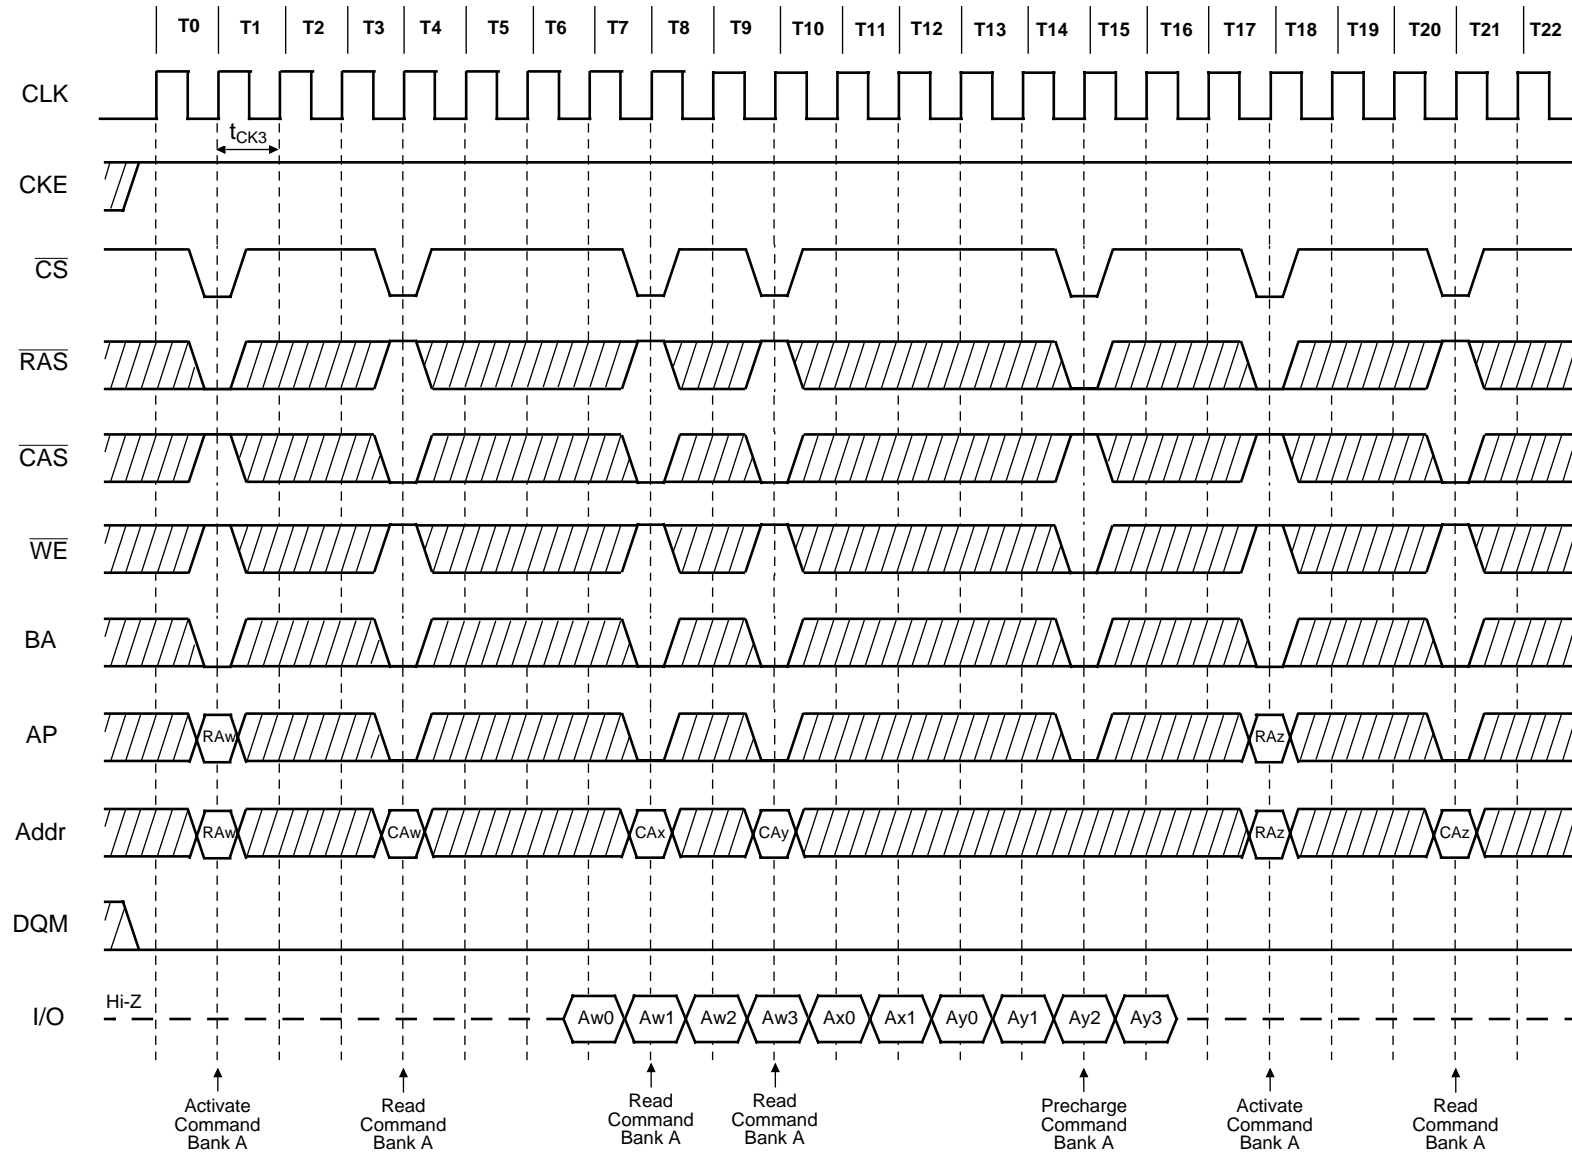 T0 T1 T2 T3 T4 T5 T6 T7 T8 T9 T10 T11 T12 T13 T14 T15 T16 T17 T18 T19 T20 T21 T22
CLK
tCK3
CKE
CS
RAS
CAS
WE
BA
AP
RAw RAz
Addr
RAw CAw CAx CAy RAz CAz
DQM
Hi-Z
I/O
Aw0 Aw1 Aw2 Aw3 Ax0 Ax1 Ay0 Ay1 Ay2 Ay3
Activate
Command
Bank A
Read
Command
Bank A
Read
Command
Bank A
Read
Command
Bank A
Precharge
Command
Bank A
Activate
Command
Bank A
Read
Command
Bank A